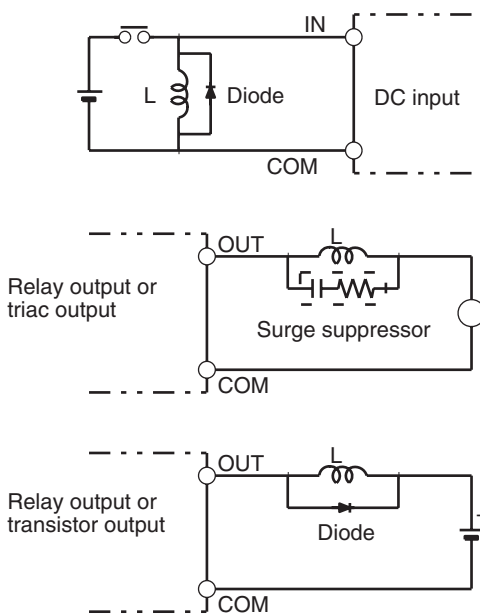 IN
L
Diode
DC input
COM
OUT
L
Relay output or
triac output
Surge suppressor
COM
OUT
L
Relay output or
transistor output
Diode
+
COM